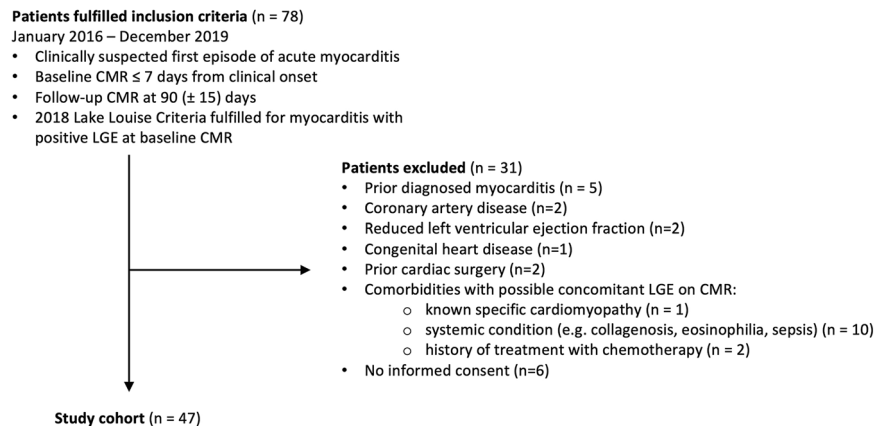 Patients fulfilled inclusion criteria (n = 78)
January 2016 – December 2019
• Clinically suspected first episode of acute myocarditis
• Baseline CMR ≤ 7 days from clinical onset
• Follow-up CMR at 90 (± 15) days
• 2018 Lake Louise Criteria fulfilled for myocarditis with
positive LGE at baseline CMR
Patients excluded (n = 31)
• Prior diagnosed myocarditis (n = 5)
• Coronary artery disease (n=2)
• Reduced left ventricular ejection fraction (n=2)
• Congenital heart disease (n=1)
• Prior cardiac surgery (n=2)
• Comorbidities with possible concomitant LGE on CMR:
o known specific cardiomyopathy (n = 1)
o systemic condition (e.g. collagenosis, eosinophilia, sepsis) (n = 10)
o history of treatment with chemotherapy (n = 2)
• No informed consent (n=6)
Study cohort (n = 47)